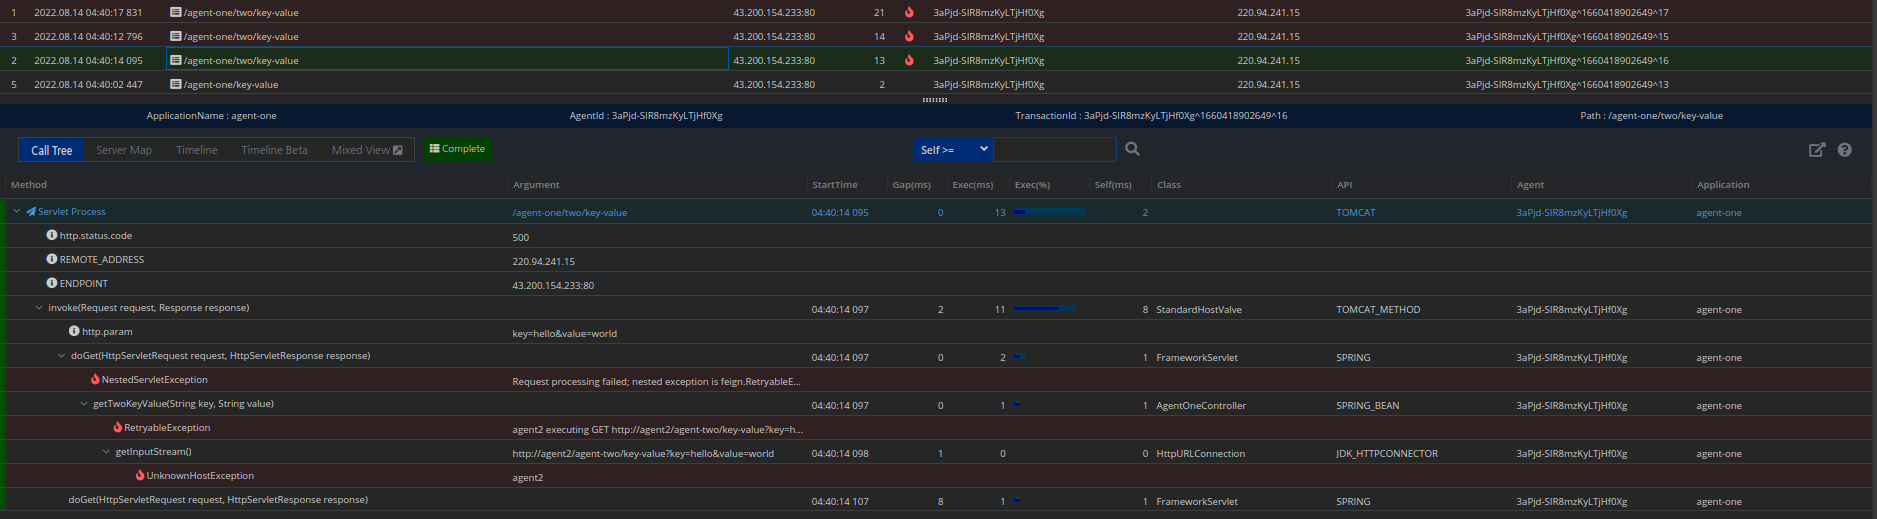 1 2022.08.14 04:40:17 831 /agent-one/two/key-value 43.200.154.233:80 21 3aPjd-SIR8mzKyLTjHf0Xg 220.94.241.15 3aPjd-SIR8mzKyLTjHf0Xg^1660418902649^17
3 2022.08.14 04:40:12 796 /agent-one/two/key-value 43.200.154.233:80 14 3aPjd-SIR8mzKyLTjHf0Xg 220.94.241.15 3aPjd-SIR8mzKyLTjHf0Xg^1660418902649^15
2 2022.08.14 04:40:14 095 /agent-one/two/key-value 43.200.154.233:80 13 3aPjd-SIR8mzKyLTjHf0Xg 220.94.241.15 3aPjd-SIR8mzKyLTjHf0Xg^1660418902649^16
5 2022.08.14 04:40:02 447 /agent-one/key-value 43.200.154.233:80 2 3aPjd-SIR8mzKyLTjHf0Xg 220.94.241.15 3aPjd-SIR8mzKyLTjHf0Xg^1660418902649^13
ApplicationName : agent-one AgentId : 3aPjd-SIR8mzKyLTjHf0Xg TransactionId : 3aPjd-SIR8mzKyLTjHf0Xg^1660418902649^16 Path : /agent-one/two/key-value
Call Tree Server Map Timeline Timeline Beta Mixed View Complete Self >=
Method Argument StartTime Gap(ms) Exec(ms) Exec(%) Self(ms) Class API Agent Application
Servlet Process /agent-one/two/key-value 04:40:14 095 0 13 2 TOMCAT 3aPjd-SIR8mzKyLTjHf0Xg agent-one
http.status.code 500
REMOTE_ADDRESS 220.94.241.15
ENDPOINT 43.200.154.233:80
invoke(Request request, Response response) 04:40:14 097 2 11 8 StandardHostValve TOMCAT_METHOD 3aPjd-SIR8mzKyLTjHf0Xg agent-one
http.param key=hello&value=world
doGet(HttpServletRequest request, HttpServletResponse response) 04:40:14 097 0 2 1 FrameworkServlet SPRING 3aPjd-SIR8mzKyLTjHf0Xg agent-one
NestedServletException Request processing failed; nested exception is feign.RetryableE...
getTwoKeyValue(String key, String value) 04:40:14 097 0 1 1 AgentOneController SPRING_BEAN 3aPjd-SIR8mzKyLTjHf0Xg agent-one
RetryableException agent2 executing GET http://agent2/agent-two/key-value?key=h...
getInputStream() http://agent2/agent-two/key-value?key=hello&value=world 04:40:14 098 1 0 0 HttpURLConnection JDK_HTTPCONNECTOR 3aPjd-SIR8mzKyLTjHf0Xg agent-one
UnknownHostException agent2
doGet(HttpServletRequest request, HttpServletResponse response) 04:40:14 107 8 1 1 FrameworkServlet SPRING 3aPjd-SIR8mzKyLTjHf0Xg agent-one